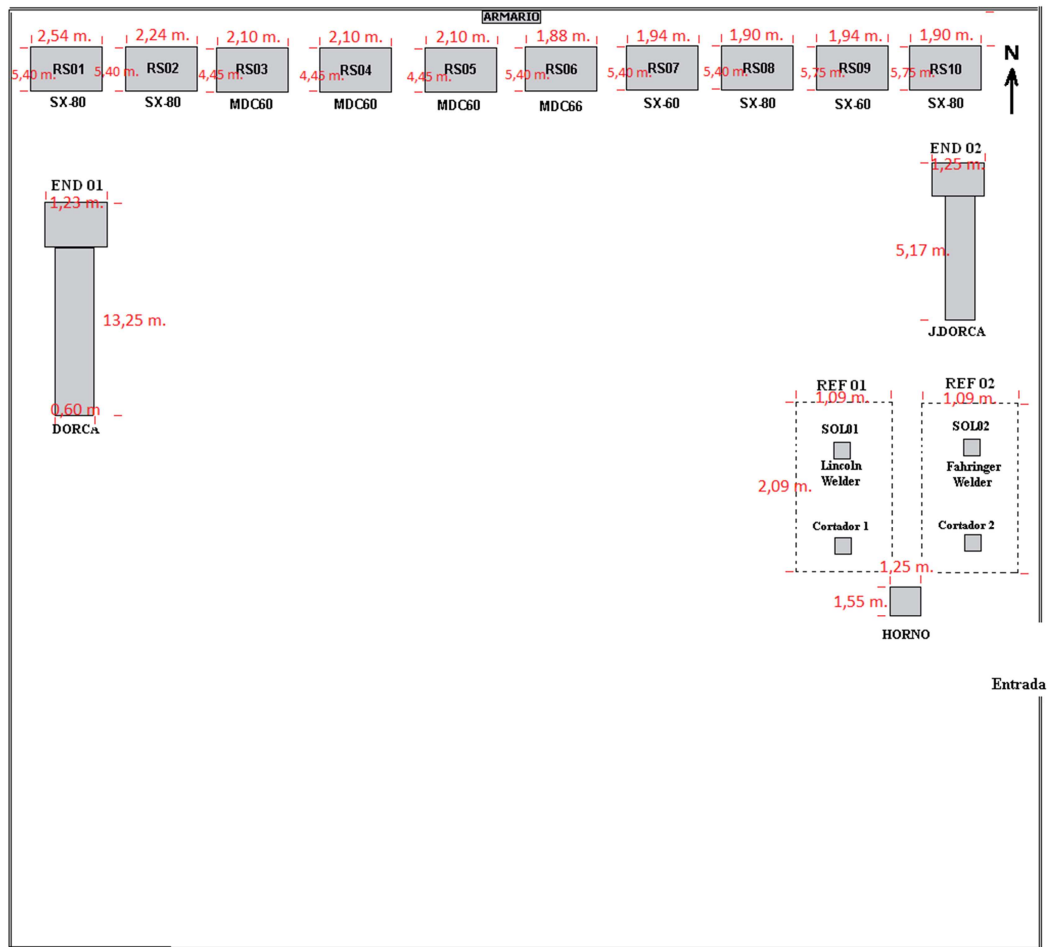 ARMARIO
2,54 m. 2,24 m. 2,10 m. 2,10 m. 2,10 m. 1,88 m. 1,94 m. 1,90 m. 1,94 m. 1,90 m.
N
RS01 RS02 RS03 RS04 RS05 RS06 RS07 RS08 RS09 RS10
5,40 m. 5,40 m. 4,45 m. 4,45 m. 4,45 m. 5,40 m. 5,40 m. 5,40 m. 5,75 m. 5,75 m.
SX-80 SX-80 MDC60 MDC60 MDC60 MDC66 SX-60 SX-80 SX-60 SX-80
END 02
1,25 m.
END 01
1,23 m.
5,17 m.
13,25 m.
J.DORCA
REF 01 REF 02
1,09 m. 1,09 m.
0,60 m
DORCA
SOL01 SOL02
Lincoln Fahringer
Welder Welder
2,09 m.
Cortador 1 Cortador 2
1,25 m.
1,55 m.
HORNO
Entrada